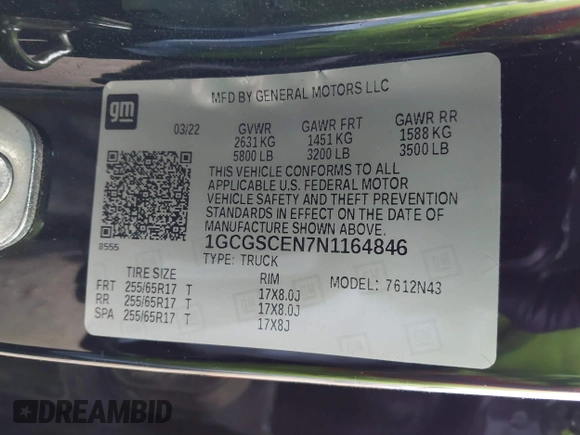 MFD BY GENERAL MOTORS LLC
gm
03/22 GVWR GAWR FRT GAWR RR
2631 KG 1451 KG 1588 KG
5800 LB 3200 LB 3500 LB
THIS VEHICLE CONFORMS TO ALL
APPLICABLE U.S. FEDERAL MOTOR
VEHICLE SAFETY AND THEFT PREVENTION
STANDARDS IN EFFECT ON THE DATE OF
MANUFACTURE SHOWN ABOVE.
8555
1GCGSCEN7N1164846
TYPE: TRUCK
TIRE SIZE RIM MODEL: 7612N43
FRT 255/65R17 T 17X8.0J
RR 255/65R17 T 17X8.0J
SPA 255/65R17 T 17X8J
DREAMBID